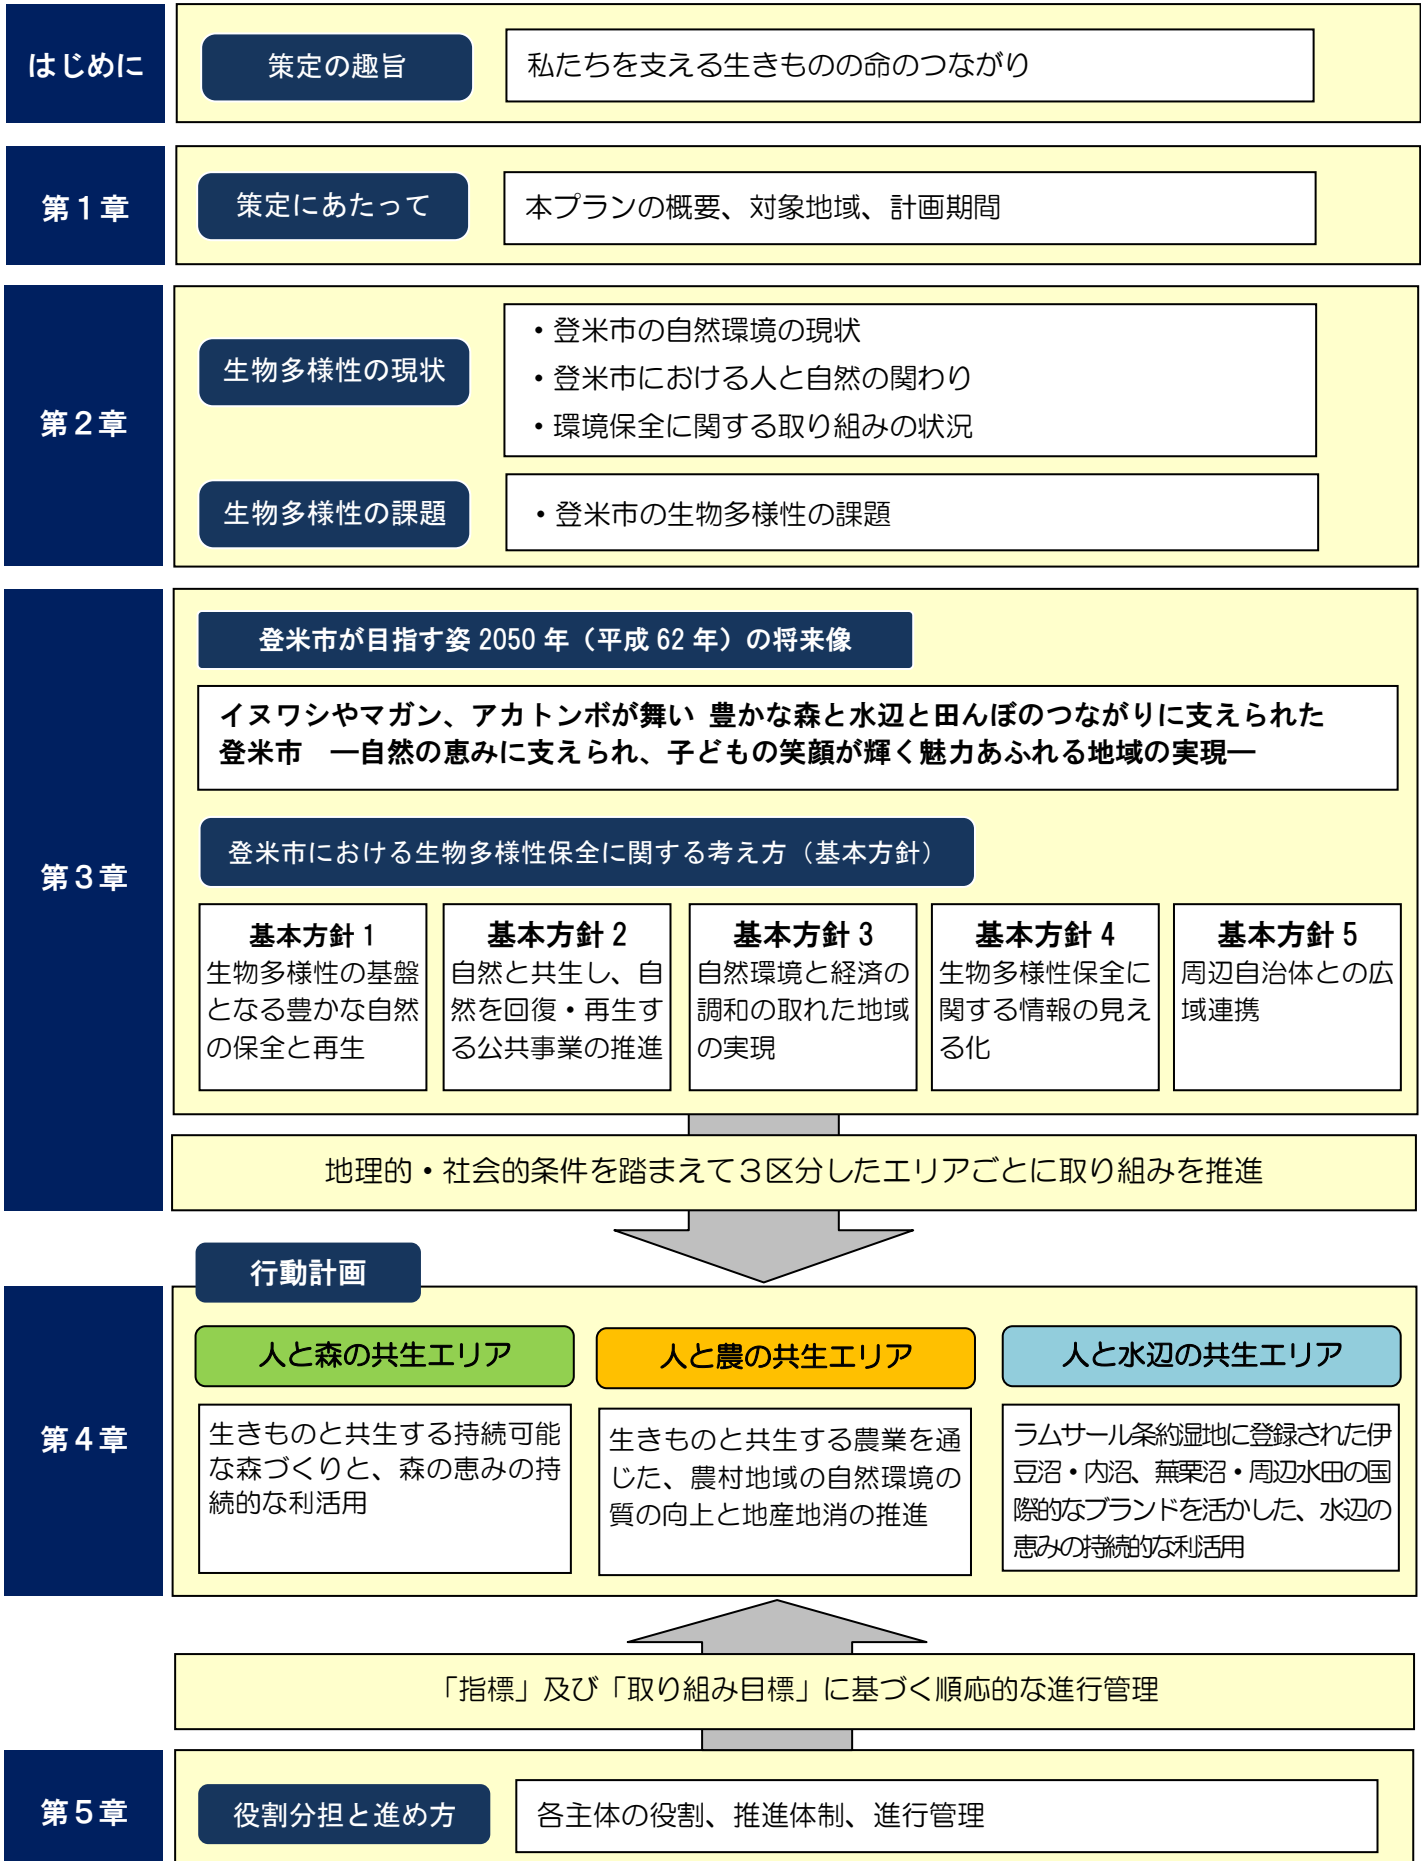 はじめに
策定の趣旨
私たちを支える生きものの命のつながり
第1章
策定にあたって
本プランの概要、対象地域、計画期間
第2章
生物多様性の現状
・登米市の自然環境の現状
・登米市における人と自然の関わり
・環境保全に関する取り組みの状況
生物多様性の課題
・登米市の生物多様性の課題
第3章
登米市が目指す姿 2050 年（平成 62 年）の将来像
イヌワシやマガン、アカトンボが舞い 豊かな森と水辺と田んぼのつながりに支えられた
登米市　―自然の恵みに支えられ、子どもの笑顔が輝く魅力あふれる地域の実現―
登米市における生物多様性保全に関する考え方（基本方針）
基本方針 1
生物多様性の基盤
となる豊かな自然
の保全と再生
基本方針 2
自然と共生し、自
然を回復・再生す
る公共事業の推進
基本方針 3
自然環境と経済の
調和の取れた地域
の実現
基本方針 4
生物多様性保全に
関する情報の見え
る化
基本方針 5
周辺自治体との広
域連携
地理的・社会的条件を踏まえて３区分したエリアごとに取り組みを推進
行動計画
第4章
人と森の共生エリア
生きものと共生する持続可能
な森づくりと、森の恵みの持
続的な利活用
人と農の共生エリア
生きものと共生する農業を通
じた、農村地域の自然環境の
質の向上と地産地消の推進
人と水辺の共生エリア
ラムサール条約湿地に登録された伊
豆沼・内沼、蕪栗沼・周辺水田の国
際的なブランドを活かした、水辺の
恵みの持続的な利活用
「指標」及び「取り組み目標」に基づく順応的な進行管理
第5章
役割分担と進め方
各主体の役割、推進体制、進行管理